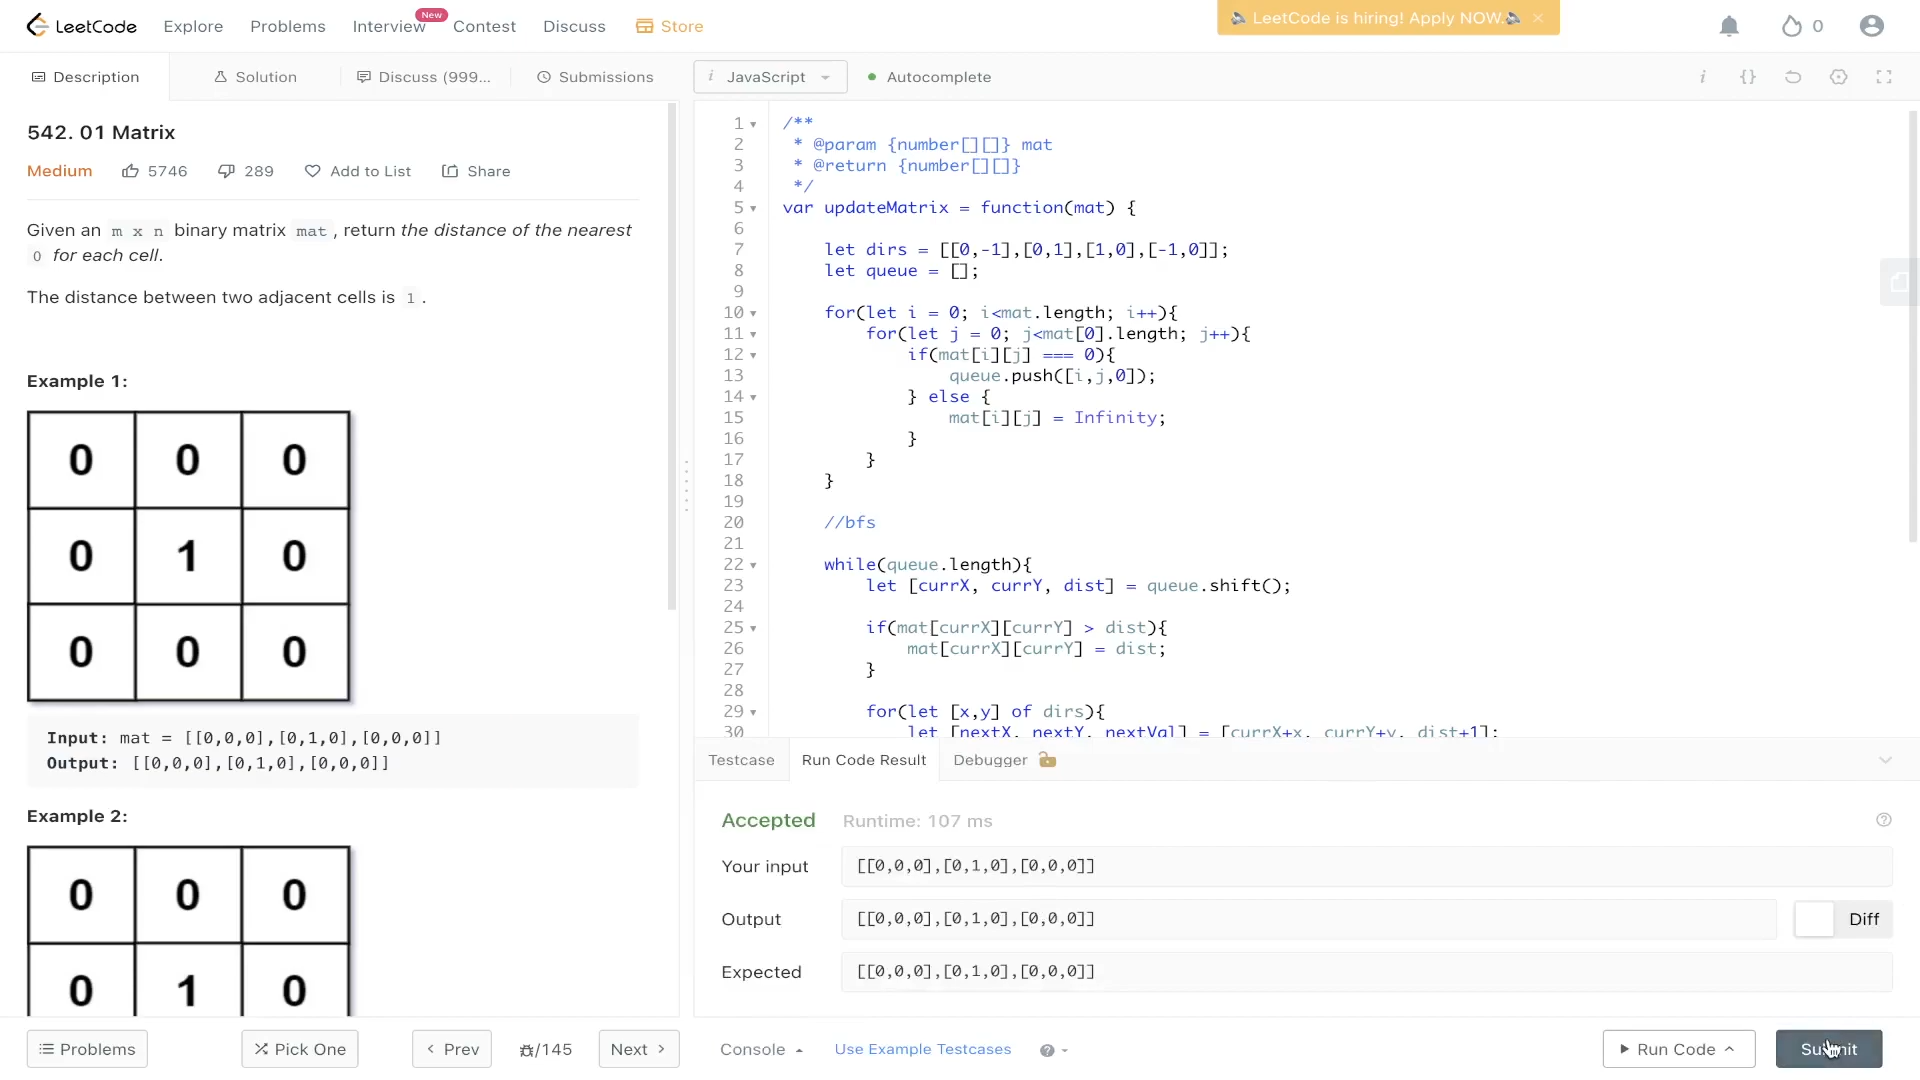 LeetCode Explore Problems Interview New Contest Discuss Store LeetCode is hiring! Apply NOW. 0
Description Solution Discuss (999... Submissions
542. 01 Matrix
Medium 5746 289 Add to List Share
Given an m x n binary matrix mat, return the distance of the nearest
0 for each cell.
The distance between two adjacent cells is 1.
Example 1:
0 0 0
0 1 0
0 0 0
Input: mat = [[0,0,0],[0,1,0],[0,0,0]]
Output: [[0,0,0],[0,1,0],[0,0,0]]
Example 2:
0 0 0
0 1 0
Problems Pick One Prev /145 Next
i JavaScript Autocomplete i {}
1 /**
2 * @param {number[][]} mat
3 * @return {number[][]}
4 */
5 var updateMatrix = function(mat) {
6
7 let dirs = [[0,-1],[0,1],[1,0],[-1,0]];
8 let queue = [];
9
10 for(let i = 0; i<mat.length; i++){
11 for(let j = 0; j<mat[0].length; j++){
12 if(mat[i][j] === 0){
13 queue.push([i,j,0]);
14 } else {
15 mat[i][j] = Infinity;
16 }
17 }
18 }
19
20 //bfs
21
22 while(queue.length){
23 let [currX, currY, dist] = queue.shift();
24
25 if(mat[currX][currY] > dist){
26 mat[currX][currY] = dist;
27 }
28
29 for(let [x,y] of dirs){
30 let [nextX, nextY, nextVal] = [currX+x, currY+y, dist+1];
Testcase Run Code Result Debugger
Accepted Runtime: 107 ms
Your input [[0,0,0],[0,1,0],[0,0,0]]
Output [[0,0,0],[0,1,0],[0,0,0]] Diff
Expected [[0,0,0],[0,1,0],[0,0,0]]
Console Use Example Testcases Run Code Submit